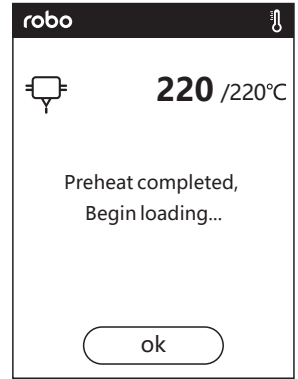 robo
220 /220℃
Preheat completed,
Begin loading...
ok